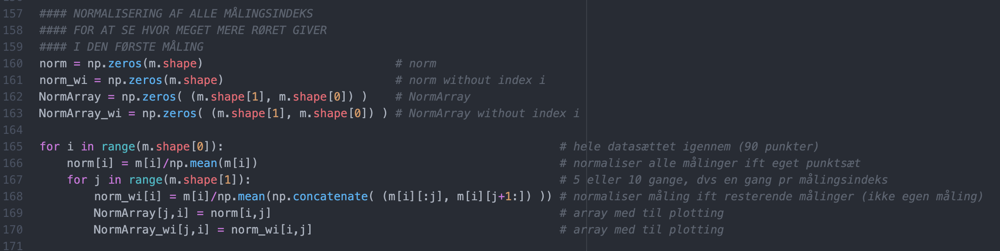 157 #### NORMALISERING AF ALLE MÅLINGSINDEKS
158 #### FOR AT SE HVOR MEGET MERE RØRET GIVER
159 #### I DEN FØRSTE MÅLING
160 norm = np.zeros(m.shape) # norm
161 norm_wi = np.zeros(m.shape) # norm without index i
162 NormArray = np.zeros( (m.shape[1], m.shape[0]) ) # NormArray
163 NormArray_wi = np.zeros( (m.shape[1], m.shape[0]) ) # NormArray without index i
164
165 for i in range(m.shape[0]): # hele datasættet igennem (90 punkter)
166 norm[i] = m[i]/np.mean(m[i]) # normaliser alle målinger ift eget punktsæt
167 for j in range(m.shape[1]): # 5 eller 10 gange, dvs en gang pr målingsindeks
168 norm_wi[i] = m[i]/np.mean(np.concatenate( (m[i][:j], m[i][j+1:]) )) # normaliser måling ift resterende målinger (ikke egen måling)
169 NormArray[j,i] = norm[i,j] # array med til plotting
170 NormArray_wi[j,i] = norm_wi[i,j] # array med til plotting
171